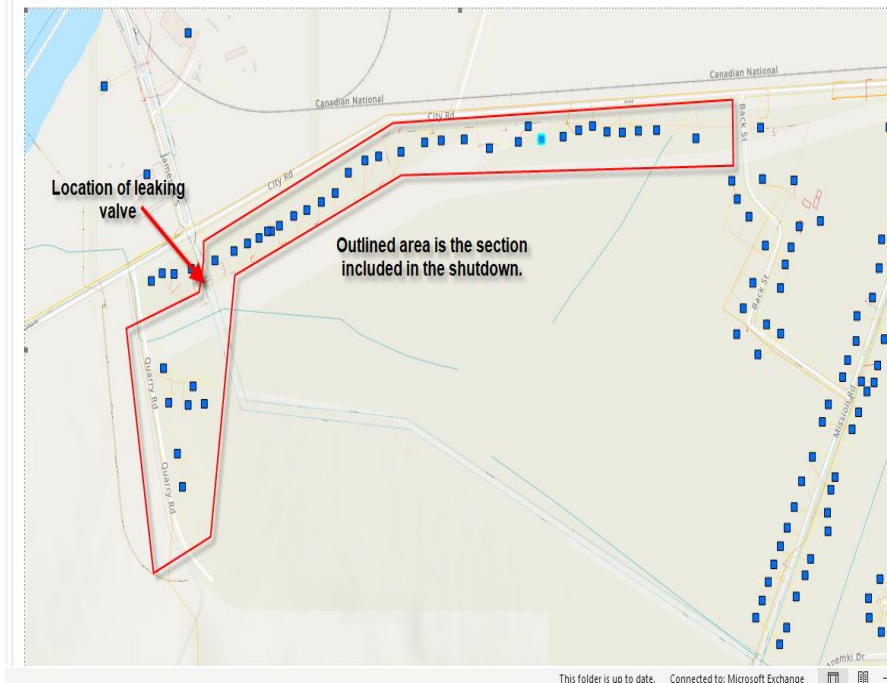 Canadian National
Canadian National
City Rd
Back St
City Rd
Location of leaking
valve
Outlined area is the section
included in the shutdown.
Back St
Quarry Rd
Mission Rd
Quarry Rd
Anemki Dr
This folder is up to date. Connected to: Microsoft Exchange